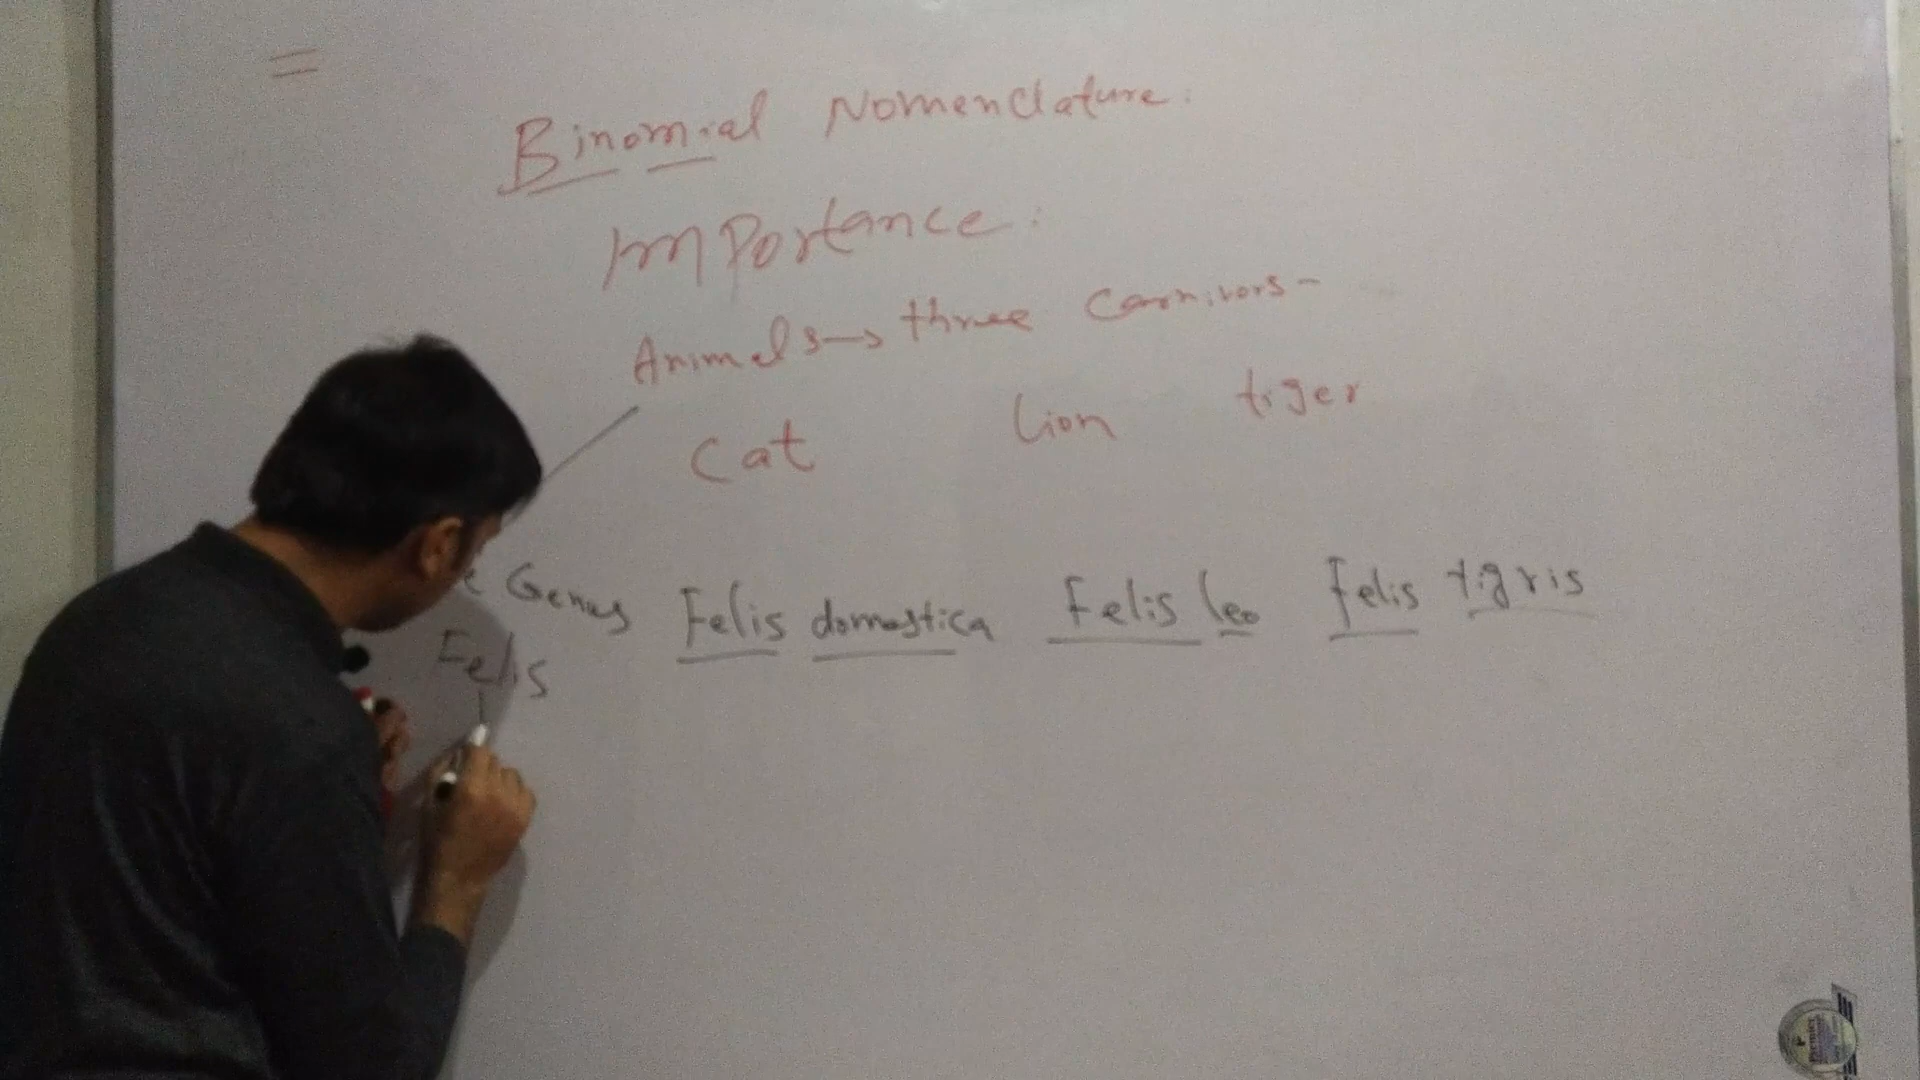 =
Binomial Nomenclature:
Importance:
Animals → three Carnivors -
Cat lion tiger
Genus Felis domestica Felis leo Felis tigris
Felis